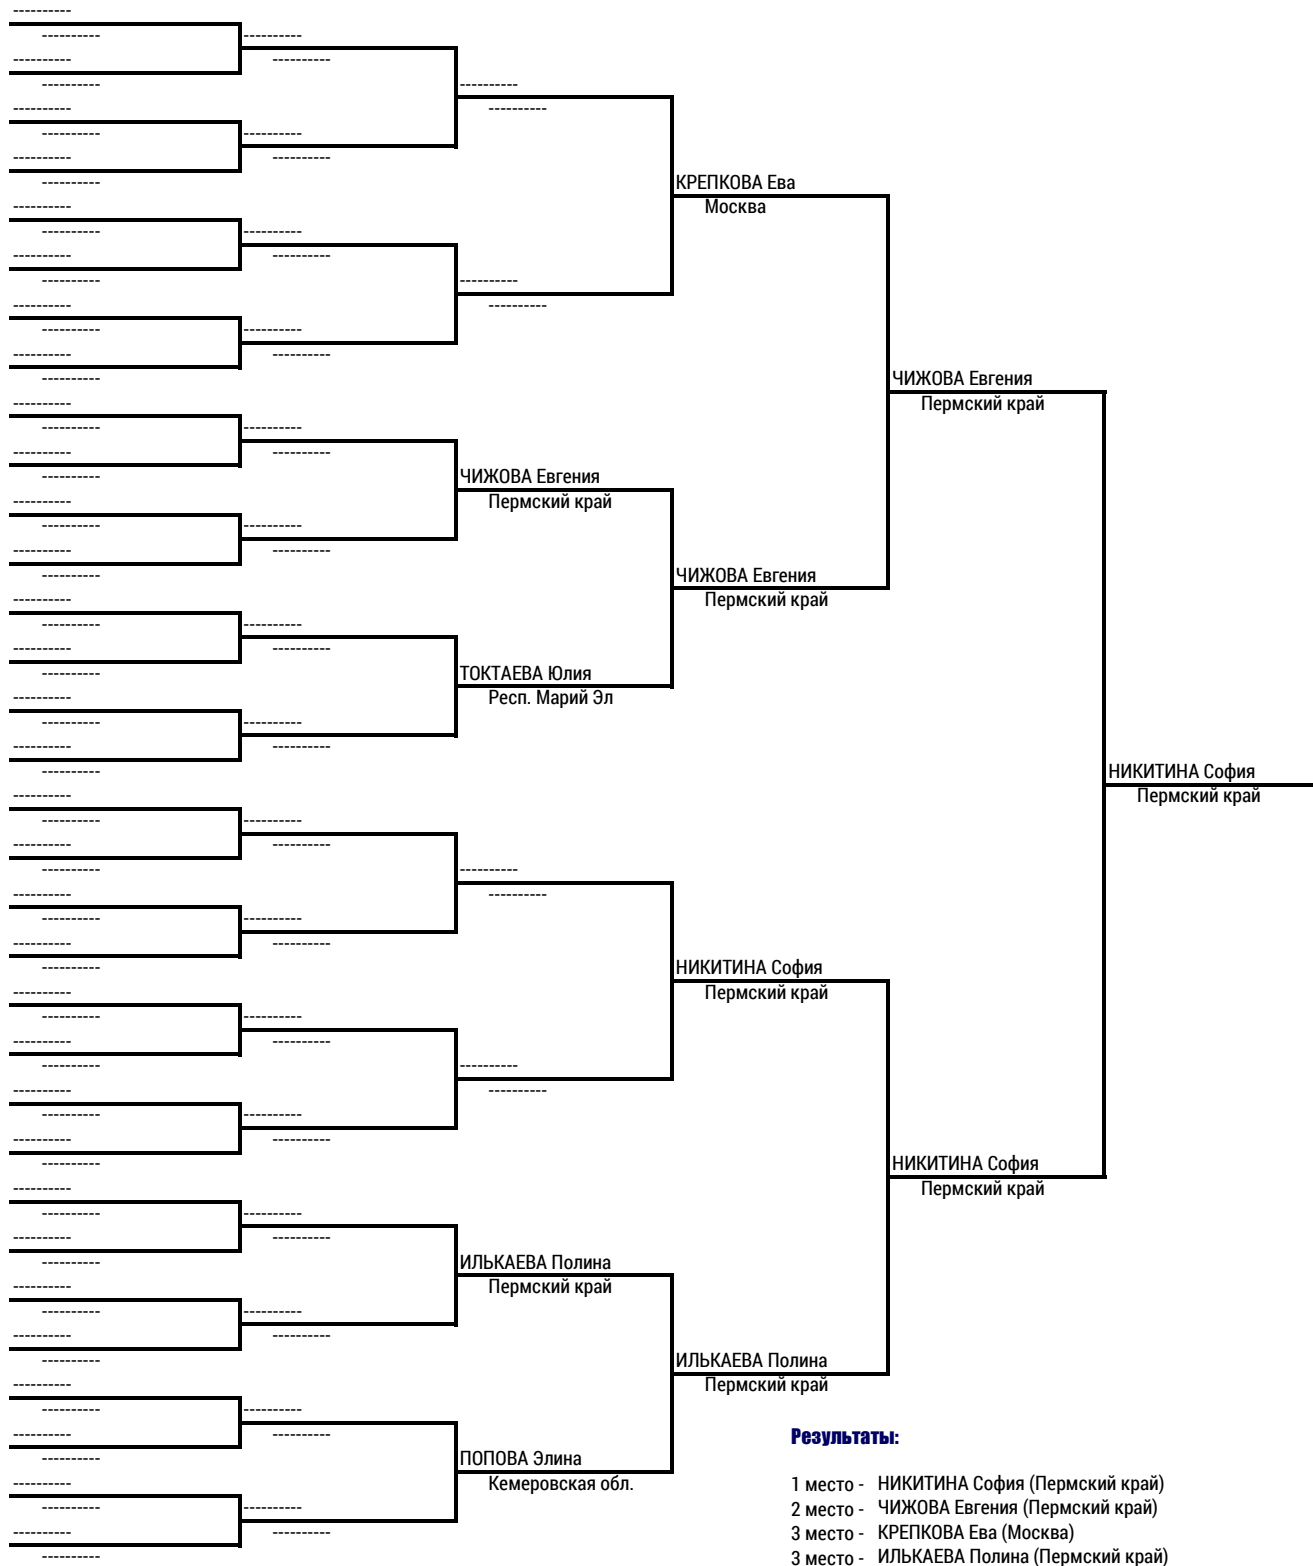 КРЕПКОВА Ева
Москва
ЧИЖОВА Евгения
Пермский край
ЧИЖОВА Евгения
Пермский край
ЧИЖОВА Евгения
Пермский край
ТОКТАЕВА Юлия
Респ. Марий Эл
НИКИТИНА София
Пермский край
НИКИТИНА София
Пермский край
НИКИТИНА София
Пермский край
ИЛЬКАЕВА Полина
Пермский край
ИЛЬКАЕВА Полина
Пермский край
ПОПОВА Элина
Кемеровская обл.
Результаты:
1 место - НИКИТИНА София (Пермский край)
2 место - ЧИЖОВА Евгения (Пермский край)
3 место - КРЕПКОВА Ева (Москва)
3 место - ИЛЬКАЕВА Полина (Пермский край)